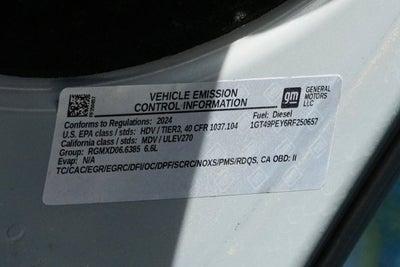 VEHICLE EMISSION
CONTROL INFORMATION
gm GENERAL
MOTORS
LLC
Conforms to Regulations: 2024
Fuel: Diesel
U.S. EPA class / stds: HDV / TIER3, 40 CFR 1037.104
1GT49PEY6RF250657
California class / stds: MDV / ULEV270
Group: RGMXD06.6385 6.6L
Evap: N/A
TC/CAC/EGR/EGRC/DFI/OC/DPF/SCRC/NOXS/PMS/RDQS, CA OBD: II